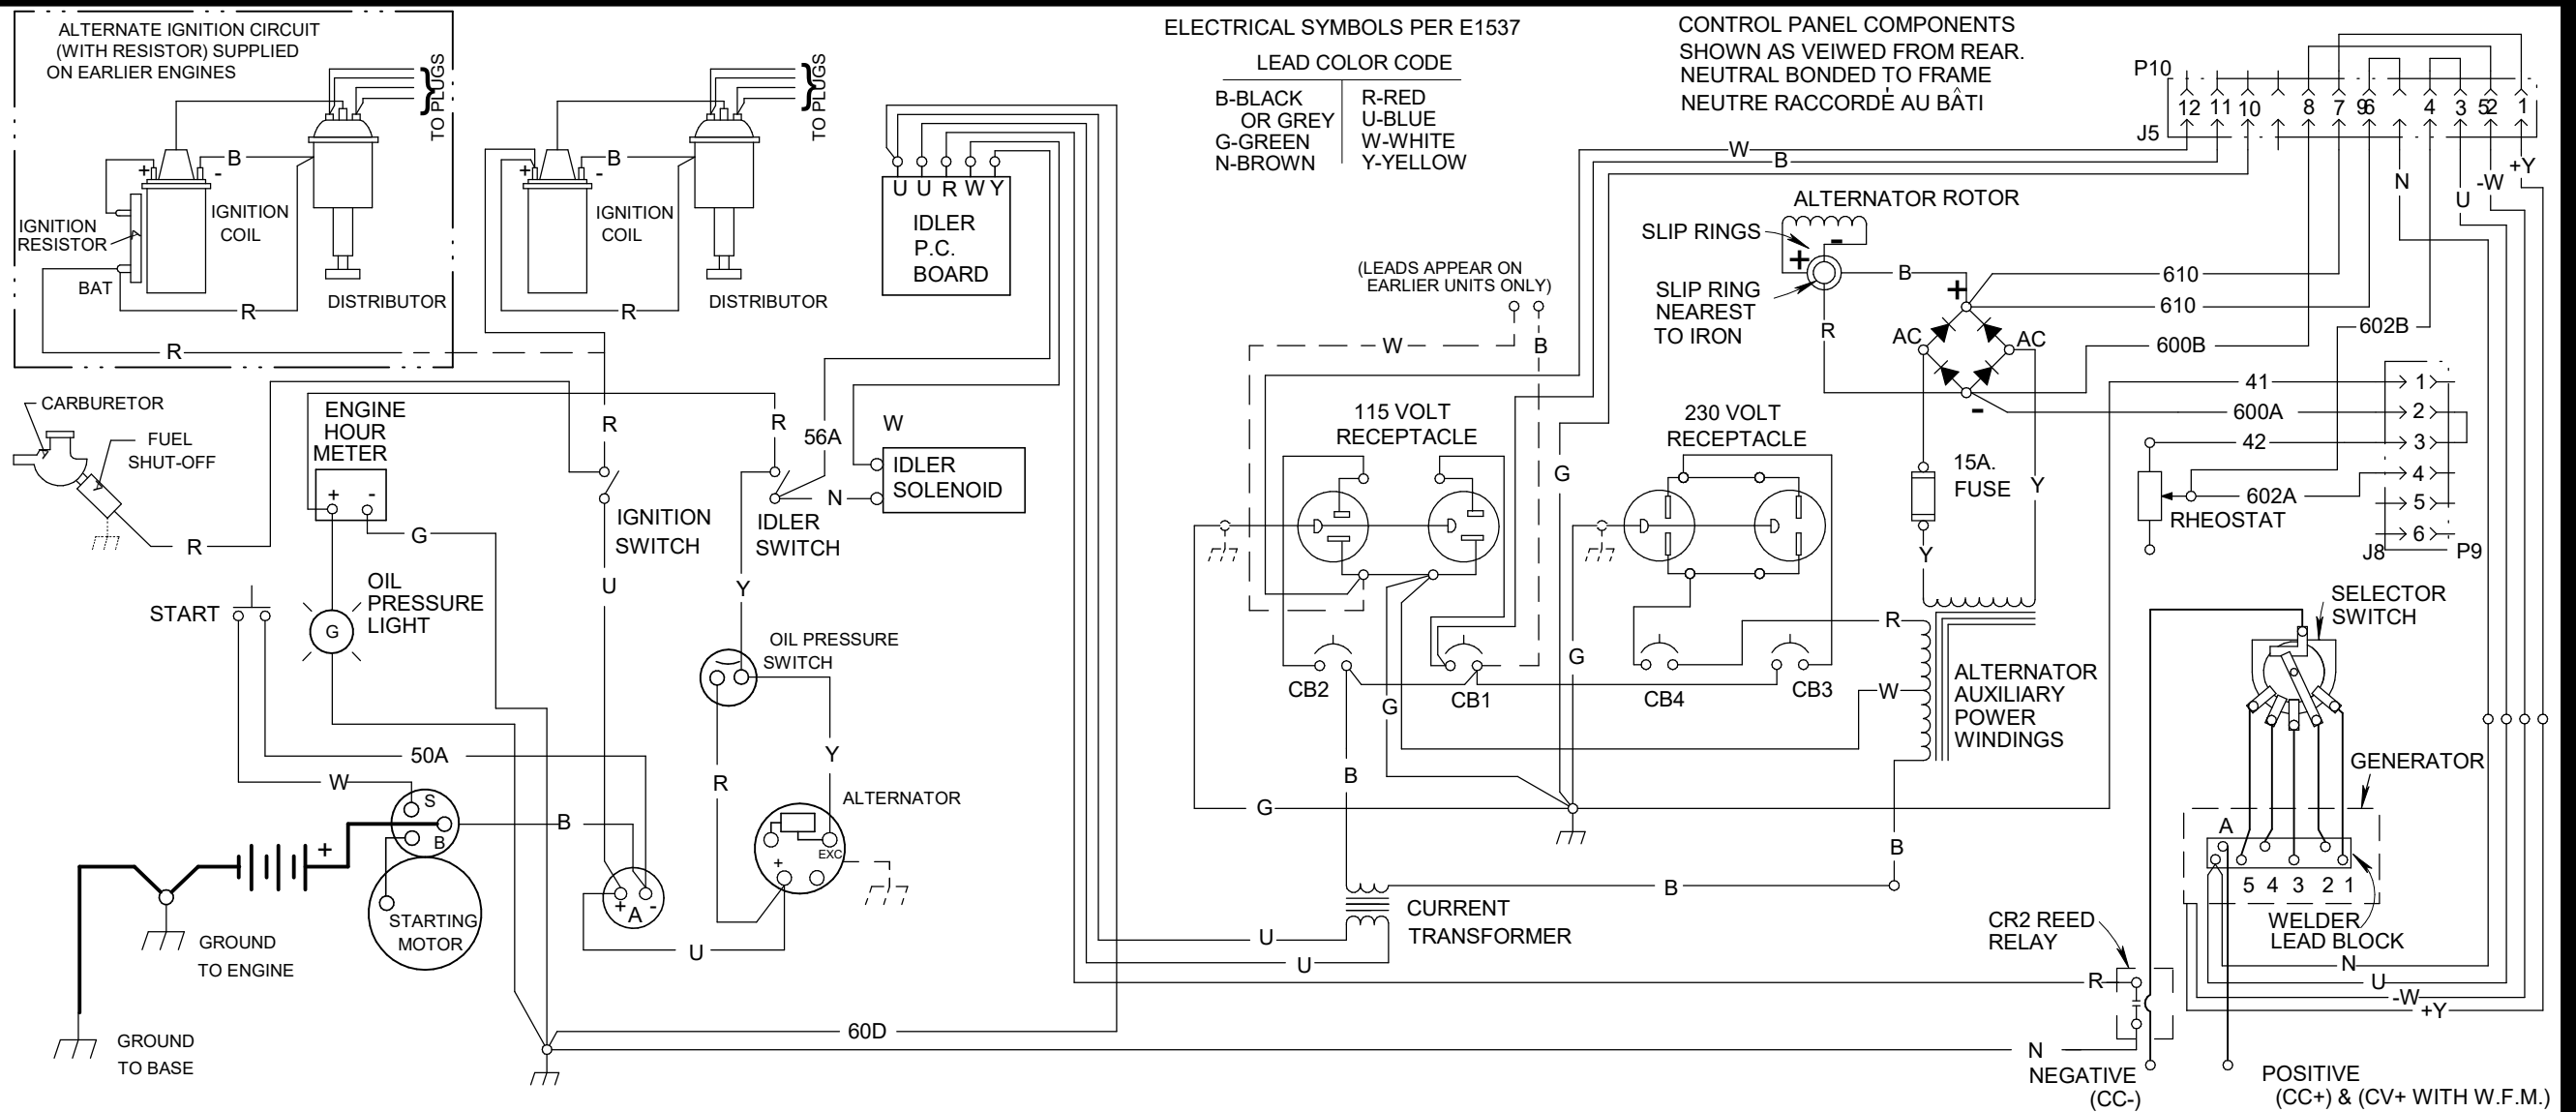 ALTERNATE IGNITION CIRCUIT
(WITH RESISTOR) SUPPLIED
ON EARLIER ENGINES
TO PLUGS
+
-
B
IGNITION
COIL
IGNITION
RESISTOR
BAT
R
DISTRIBUTOR
R
TO PLUGS
+
-
B
IGNITION
COIL
R
DISTRIBUTOR
U U R W Y
IDLER
P.C.
BOARD
ELECTRICAL SYMBOLS PER E1537
LEAD COLOR CODE
B-BLACK
OR GREY
G-GREEN
N-BROWN
R-RED
U-BLUE
W-WHITE
Y-YELLOW
CONTROL PANEL COMPONENTS
SHOWN AS VEIWED FROM REAR.
NEUTRAL BONDED TO FRAME
NEUTRE RACCORDÉ AU BÂTI
P10
12 11 10 8 7 9 6 4 3 5 2 1
J5
W
B
N
U
-W
+Y
ALTERNATOR ROTOR
SLIP RINGS
-
+
SLIP RING
NEAREST
TO IRON
B
R
+
AC
AC
-
610
610
602B
600B
41
600A
42
602A
RHEOSTAT
1
2
3
4
5
6
J8
P9
(LEADS APPEAR ON
EARLIER UNITS ONLY)
W
B
115 VOLT
RECEPTACLE
230 VOLT
RECEPTACLE
G
15A.
FUSE
Y
Y
CARBURETOR
FUEL
SHUT-OFF
R
ENGINE
HOUR
METER
+ -
G
R
IGNITION
SWITCH
U
R
56A
W
N
IDLER
SWITCH
IDLER
SOLENOID
Y
START
OIL
PRESSURE
LIGHT
G
OIL PRESSURE
SWITCH
R
Y
50A
W
S
B
B
+
STARTING
MOTOR
+ A -
U
ALTERNATOR
EXC
+
GROUND
TO ENGINE
GROUND
TO BASE
60D
CB2
CB1
CB4
CB3
G
G
B
R
W
ALTERNATOR
AUXILIARY
POWER
WINDINGS
G
B
B
CURRENT
TRANSFORMER
U
U
SELECTOR
SWITCH
GENERATOR
A
5 4 3 2 1
WELDER
LEAD BLOCK
N
U
-W
+Y
CR2 REED
RELAY
R
N
NEGATIVE
(CC-)
POSITIVE
(CC+) & (CV+ WITH W.F.M.)